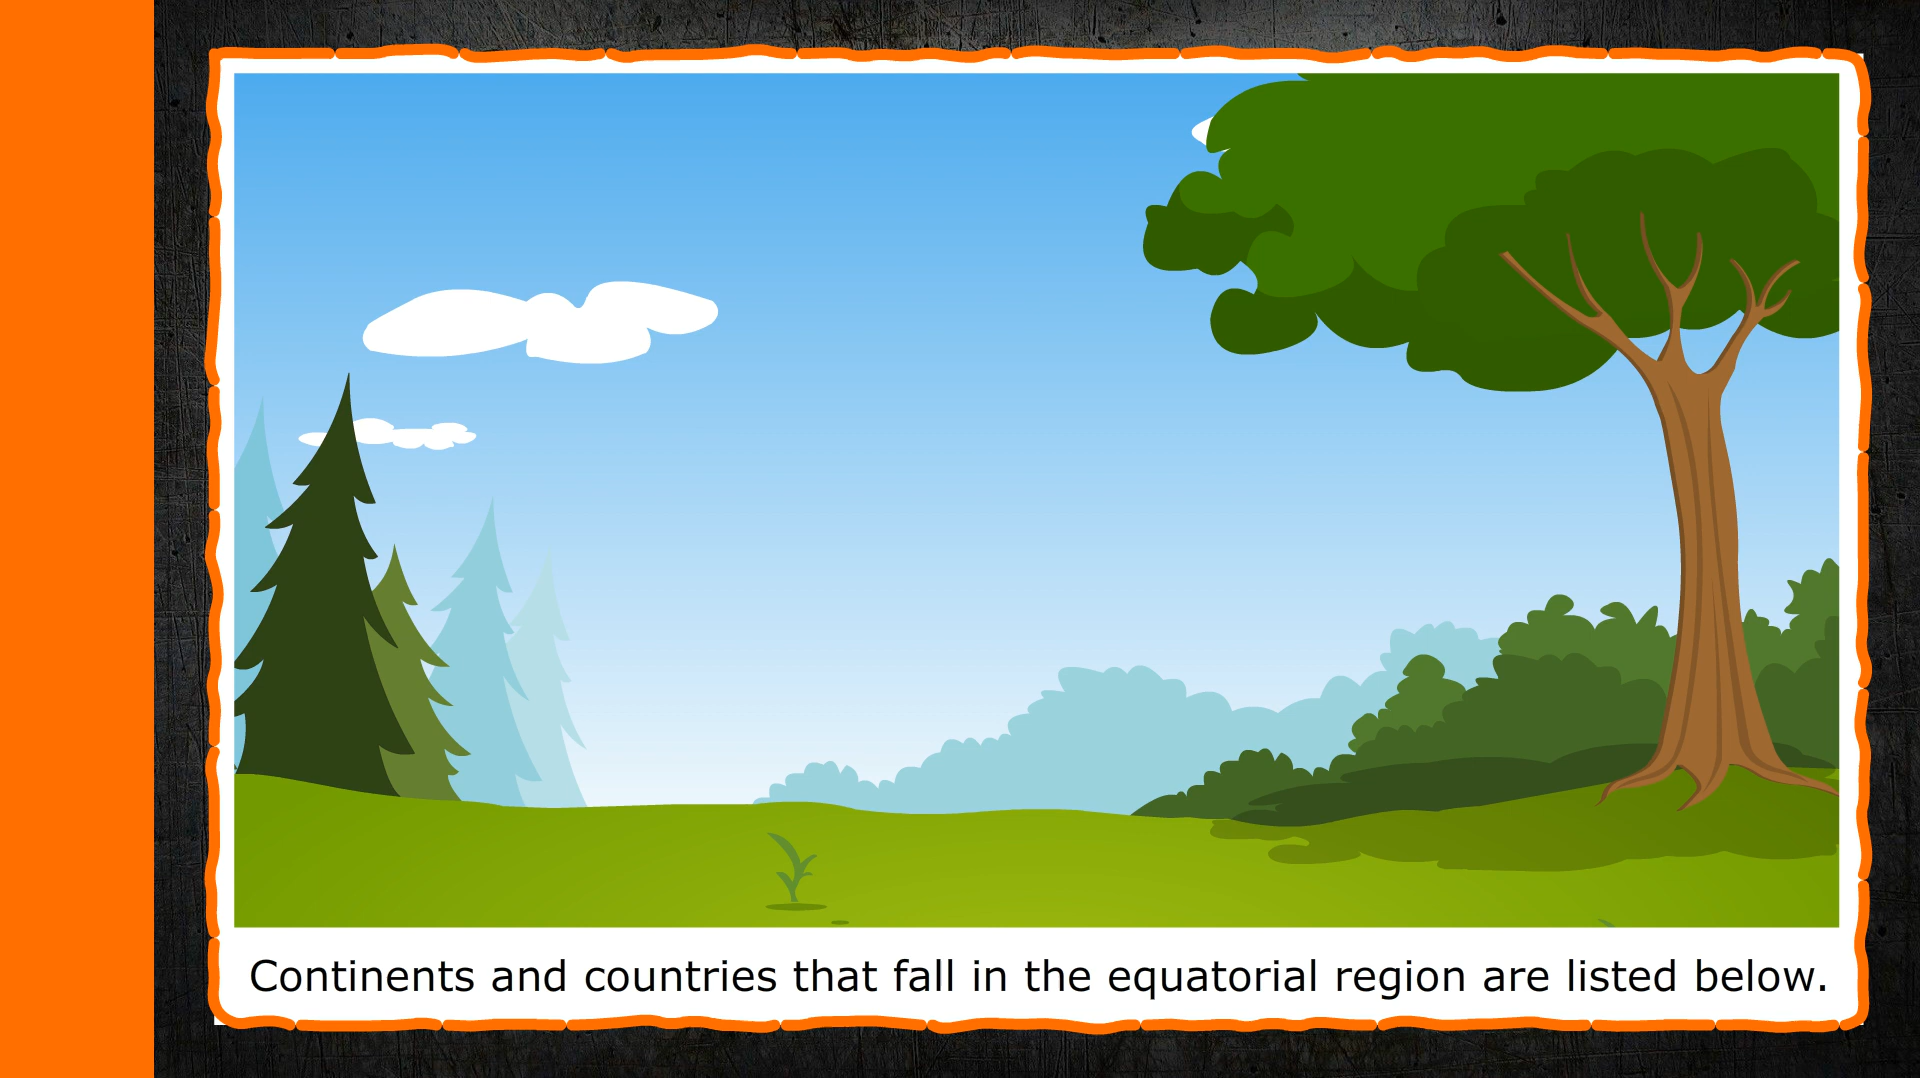 Continents and countries that fall in the equatorial region are listed below.